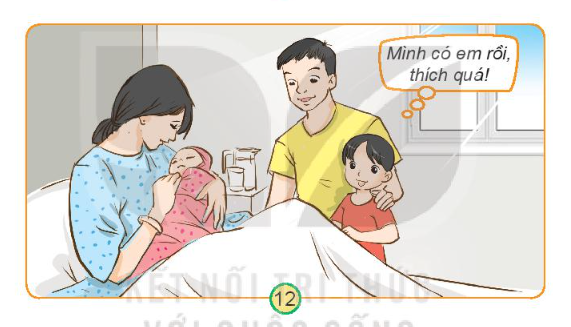 Mình có em rồi,
thích quá!
12
KẾT NỐI TRI THỨC
VỚI CUỘC SỐNG